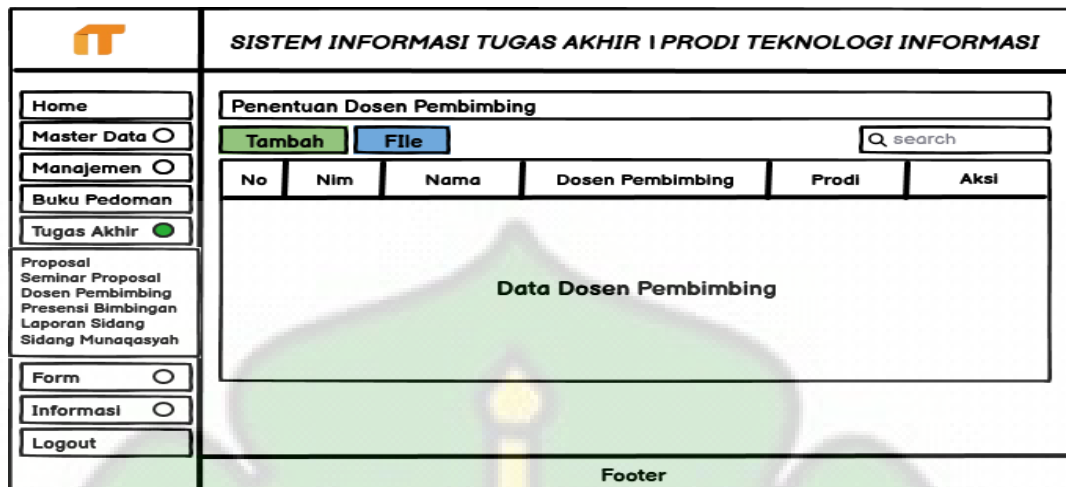 IT
SISTEM INFORMASI TUGAS AKHIR | PRODI TEKNOLOGI INFORMASI
Home
Master Data
Manajemen
Buku Pedoman
Tugas Akhir
Proposal
Seminar Proposal
Dosen Pembimbing
Presensi Bimbingan
Laporan Sidang
Sidang Munaqasyah
Form
Informasi
Logout
Penentuan Dosen Pembimbing
Tambah FIle
search
No Nim Nama Dosen Pembimbing Prodi Aksi
Data Dosen Pembimbing
Footer